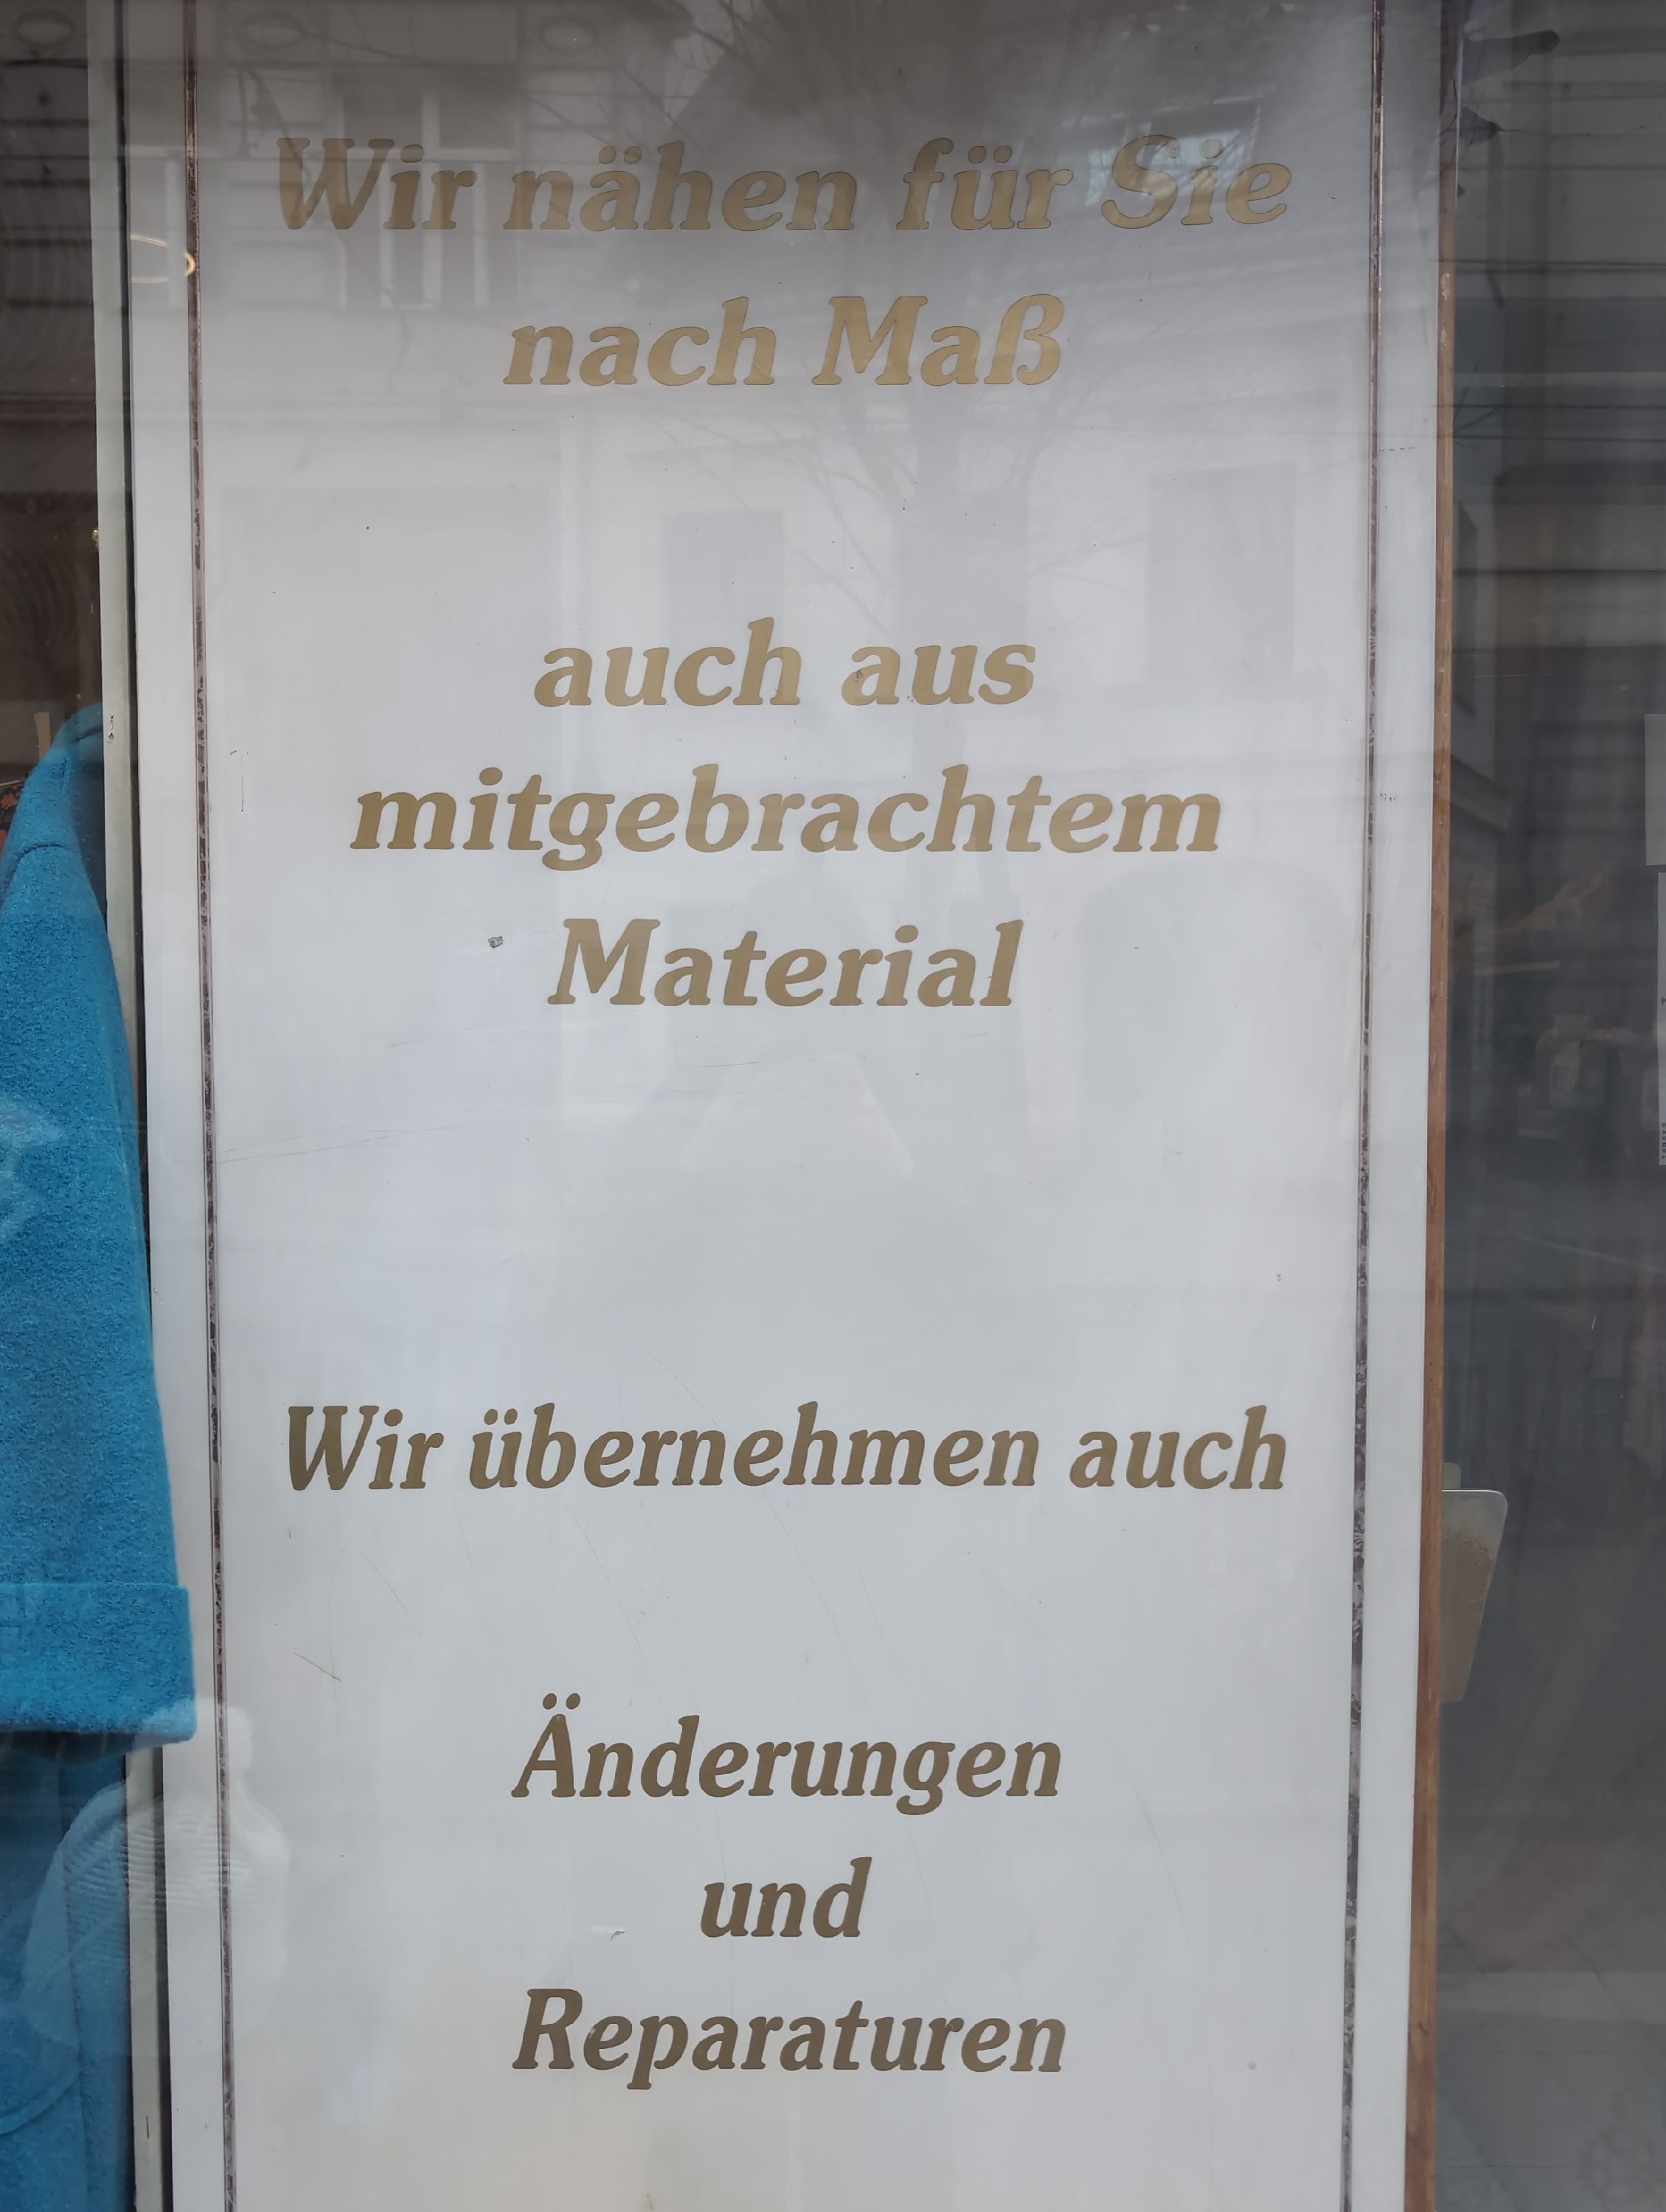 Wir nähen für Sie
nach Maß
auch aus
mitgebrachtem
Material
Wir übernehmen auch
Änderungen
und
Reparaturen